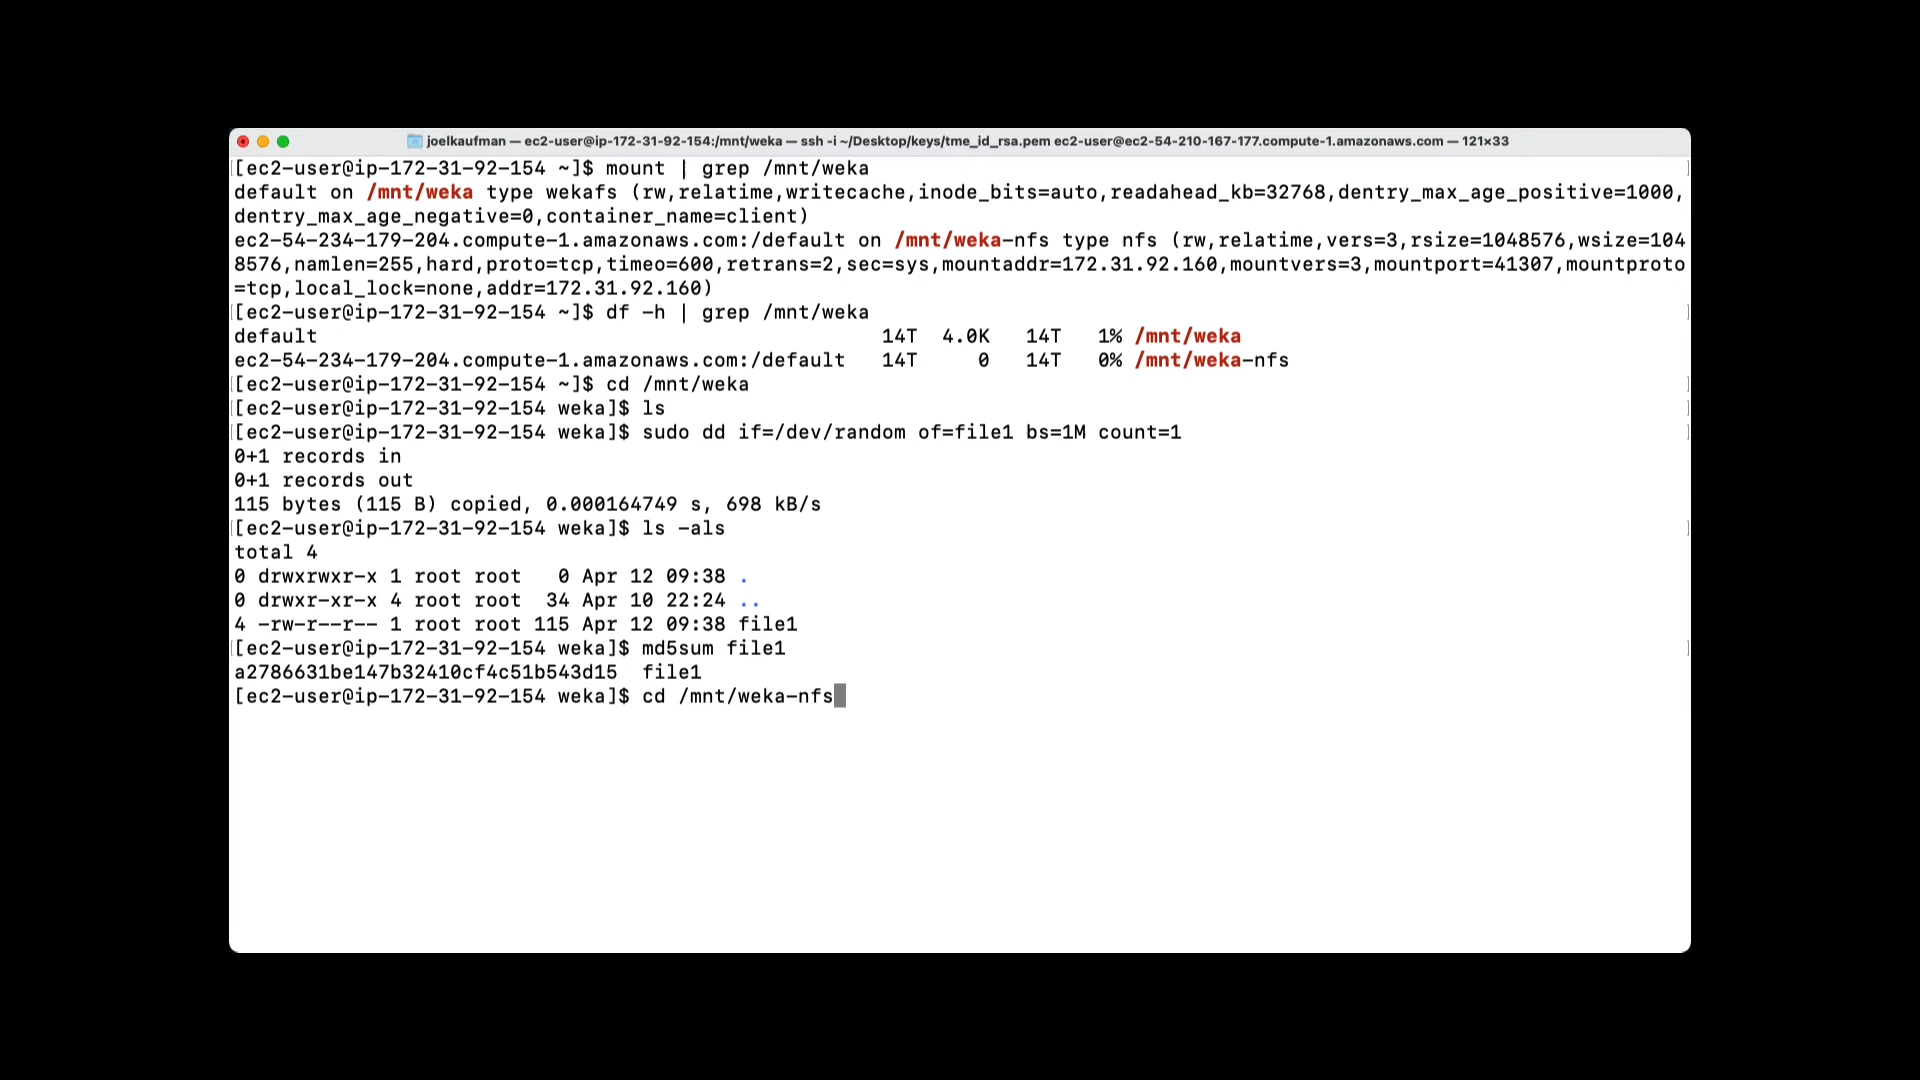 joelkaufman — ec2-user@ip-172-31-92-154:/mnt/weka — ssh -i ~/Desktop/keys/tme_id_rsa.pem ec2-user@ec2-54-210-167-177.compute-1.amazonaws.com — 121×33
[ec2-user@ip-172-31-92-154 ~]$ mount | grep /mnt/weka
default on /mnt/weka type wekafs (rw,relatime,writecache,inode_bits=auto,readahead_kb=32768,dentry_max_age_positive=1000,
dentry_max_age_negative=0,container_name=client)
ec2-54-234-179-204.compute-1.amazonaws.com:/default on /mnt/weka-nfs type nfs (rw,relatime,vers=3,rsize=1048576,wsize=104
8576,namlen=255,hard,proto=tcp,timeo=600,retrans=2,sec=sys,mountaddr=172.31.92.160,mountvers=3,mountport=41307,mountproto
=tcp,local_lock=none,addr=172.31.92.160)
[ec2-user@ip-172-31-92-154 ~]$ df -h | grep /mnt/weka
default                                               14T  4.0K   14T   1% /mnt/weka
ec2-54-234-179-204.compute-1.amazonaws.com:/default   14T     0   14T   0% /mnt/weka-nfs
[ec2-user@ip-172-31-92-154 ~]$ cd /mnt/weka
[ec2-user@ip-172-31-92-154 weka]$ ls
[ec2-user@ip-172-31-92-154 weka]$ sudo dd if=/dev/random of=file1 bs=1M count=1
0+1 records in
0+1 records out
115 bytes (115 B) copied, 0.000164749 s, 698 kB/s
[ec2-user@ip-172-31-92-154 weka]$ ls -als
total 4
0 drwxrwxr-x 1 root root   0 Apr 12 09:38 .
0 drwxr-xr-x 4 root root  34 Apr 10 22:24 ..
4 -rw-r--r-- 1 root root 115 Apr 12 09:38 file1
[ec2-user@ip-172-31-92-154 weka]$ md5sum file1
a2786631be147b32410cf4c51b543d15  file1
[ec2-user@ip-172-31-92-154 weka]$ cd /mnt/weka-nfs